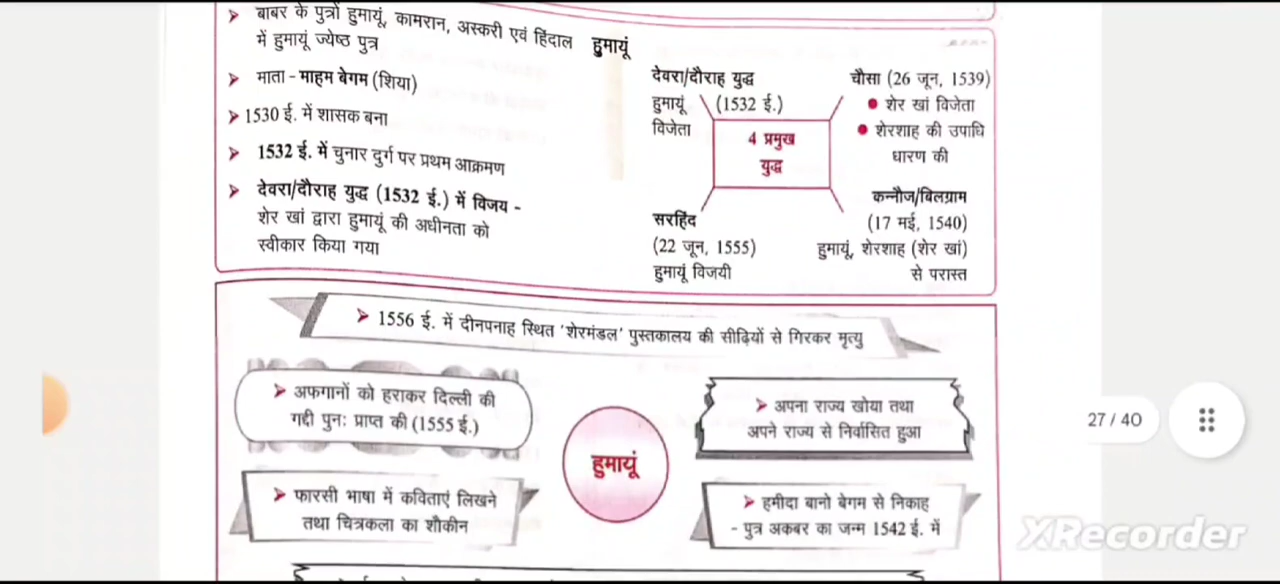 ➤ बाबर के पुत्रों हुमायूं, कामरान, अस्करी एवं हिंदाल
में हुमायूं ज्येष्ठ पुत्र
➤ माता - माहम बेगम (शिया)
➤ 1530 ई. में शासक बना
➤ 1532 ई. में चुनार दुर्ग पर प्रथम आक्रमण
➤ देवरा/दौराह युद्ध (1532 ई.) में विजय -
शेर खां द्वारा हुमायूं की अधीनता को
स्वीकार किया गया
हुमायूं
देवरा/दौराह युद्ध
(1532 ई.)
हुमायूं
विजेता
चौसा (26 जून, 1539)
● शेर खां विजेता
● शेरशाह की उपाधि
धारण की
4 प्रमुख
युद्ध
सरहिंद
(22 जून, 1555)
हुमायूं विजयी
कन्नौज/बिलग्राम
(17 मई, 1540)
हुमायूं, शेरशाह (शेर खां)
से परास्त
➤ 1556 ई. में दीनपनाह स्थित 'शेरमंडल' पुस्तकालय की सीढ़ियों से गिरकर मृत्यु
➤ अफगानों को हराकर दिल्ली की
गद्दी पुनः प्राप्त की (1555 ई.)
➤ अपना राज्य खोया तथा
अपने राज्य से निर्वासित हुआ
हुमायूं
➤ फारसी भाषा में कविताएं लिखने
तथा चित्रकला का शौकीन
➤ हमीदा बानो बेगम से निकाह
- पुत्र अकबर का जन्म 1542 ई. में
27 / 40
XRecorder